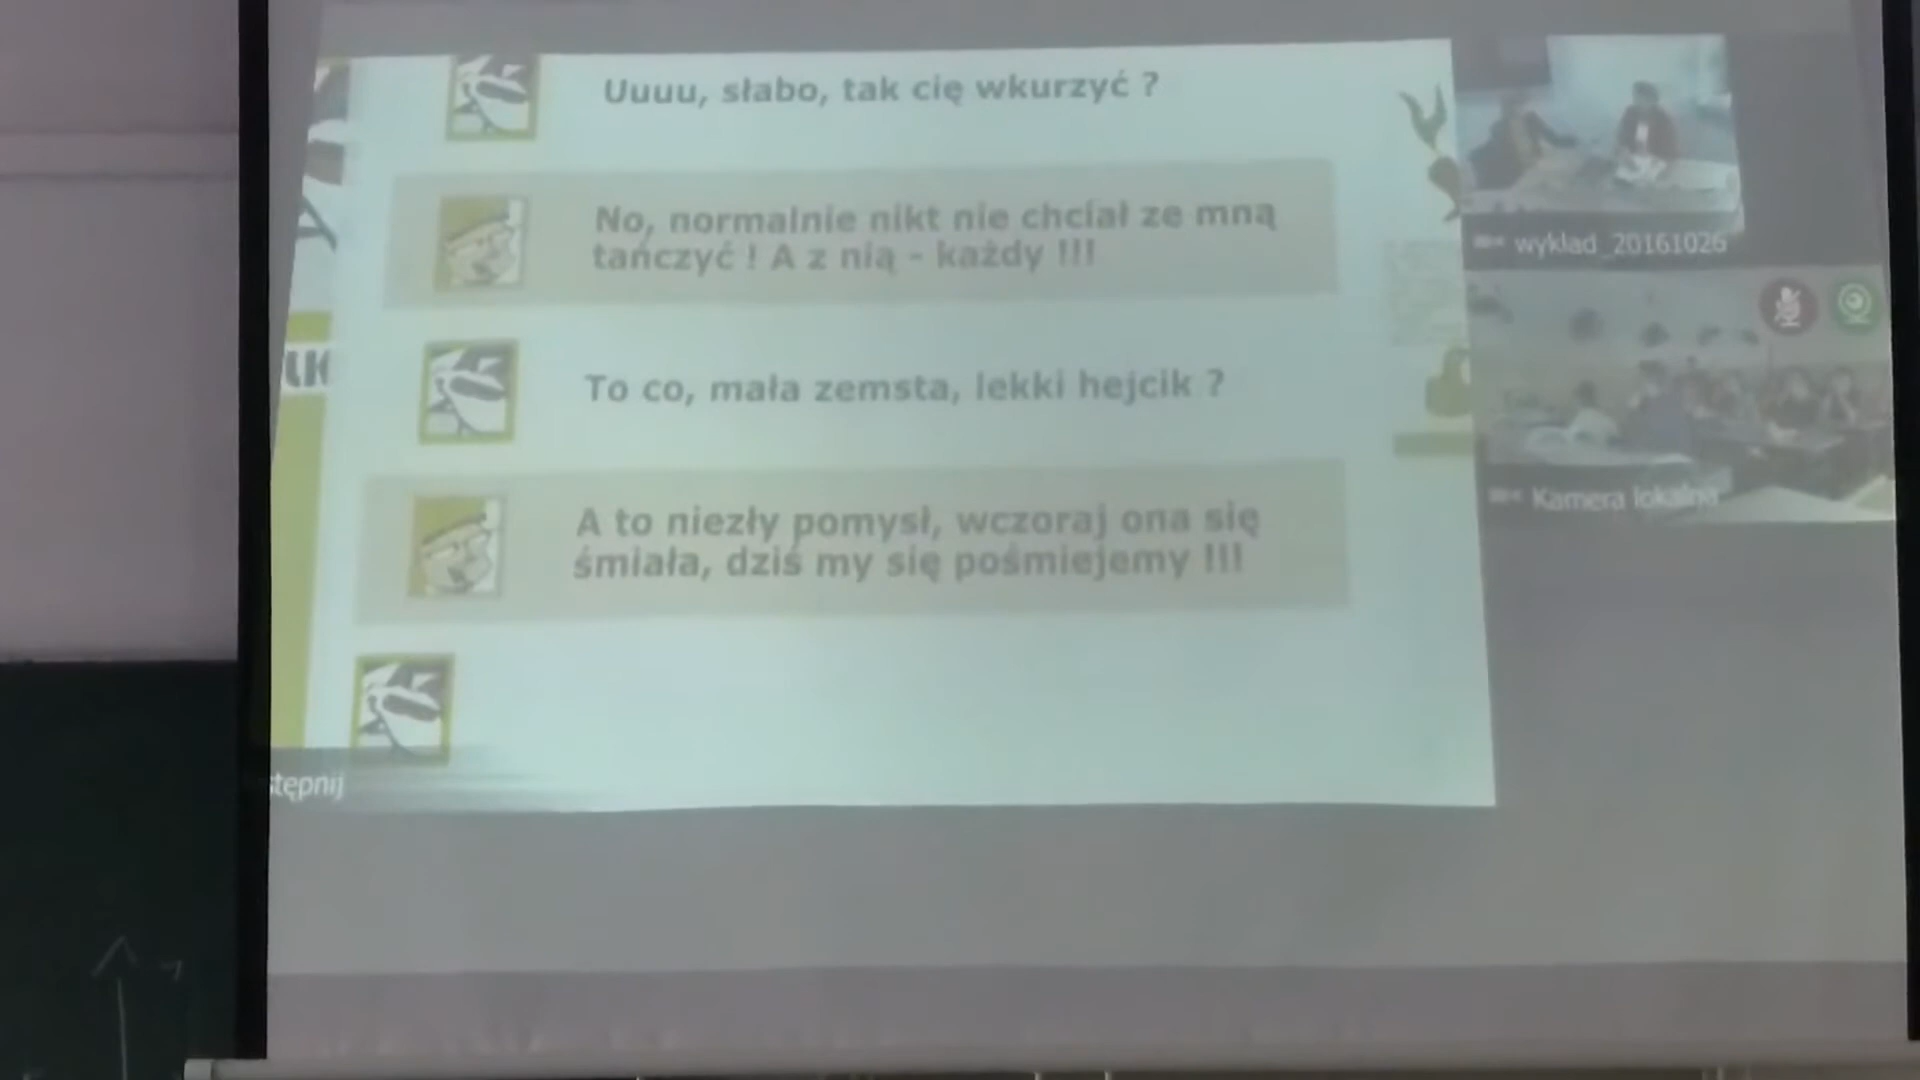 Uuuu, słabo, tak cię wkurzyć ?
No, normalnie nikt nie chciał ze mną
tańczyć ! A z nią - każdy !!!
To co, mała zemsta, lekki hejcik ?
A to niezły pomysł, wczoraj ona się
śmiała, dziś my się pośmiejemy !!!
wykład_20161026
Kamera lokalna